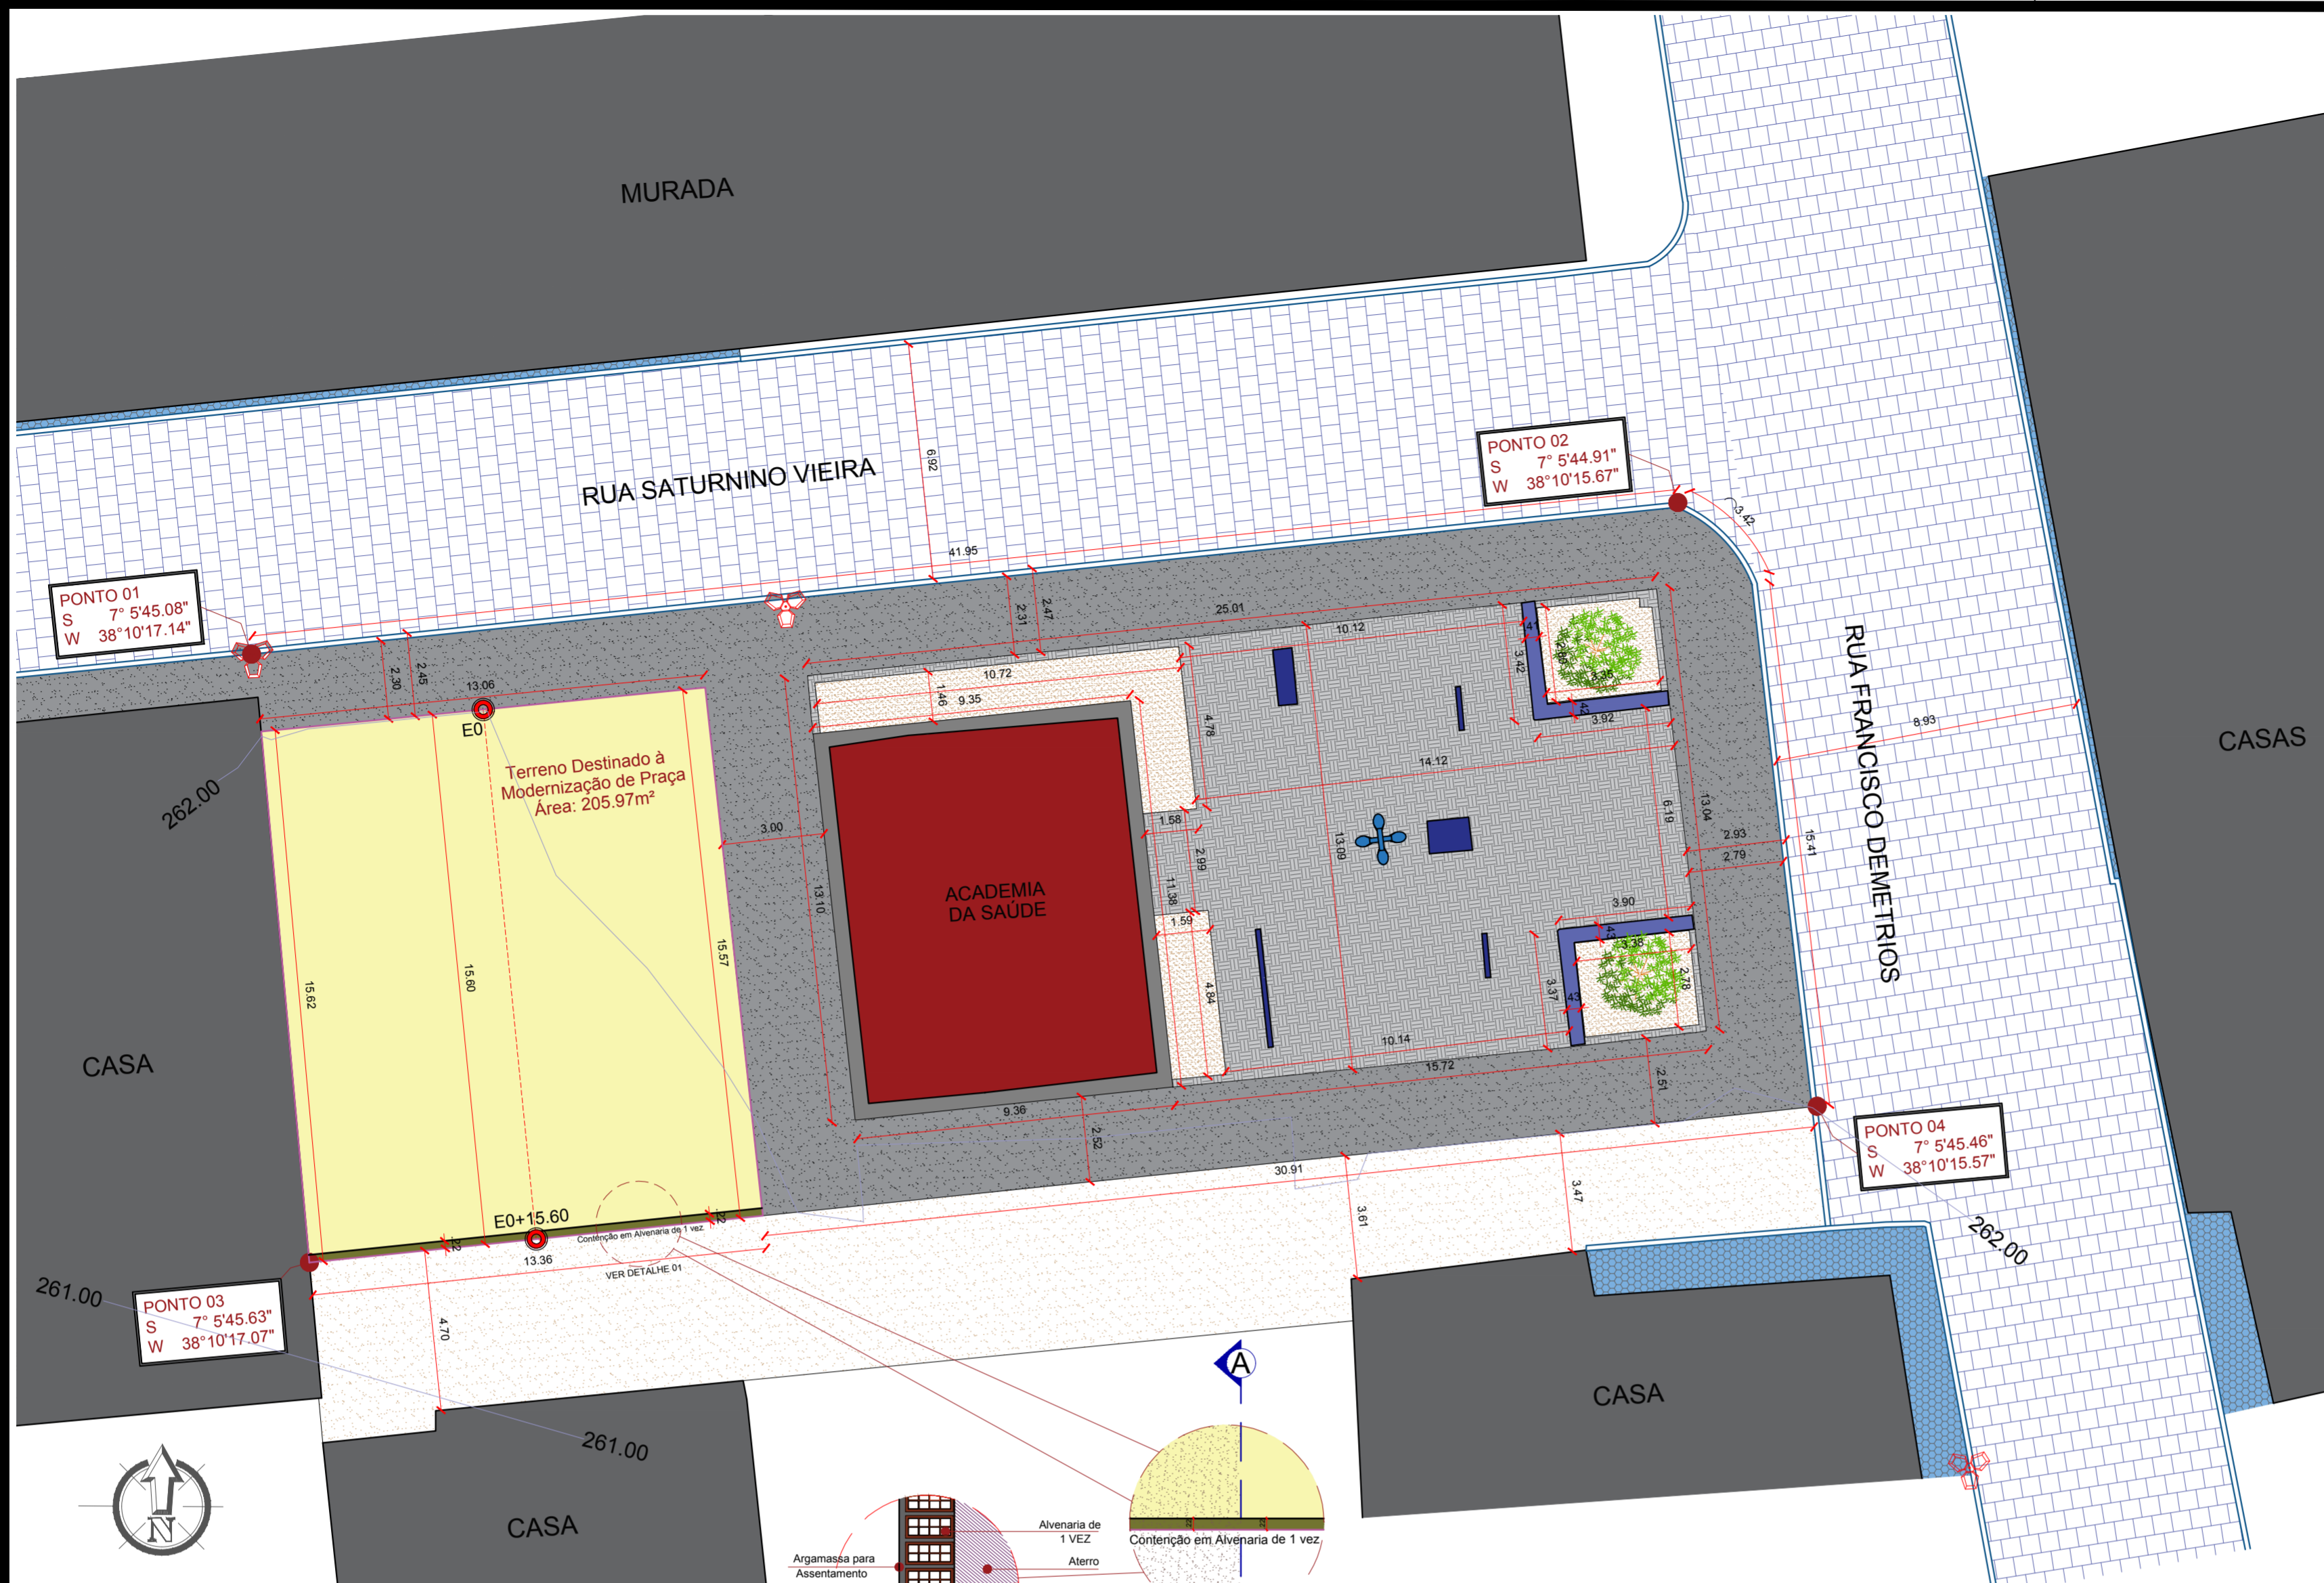 MURADA
RUA SATURNINO VIEIRA
6.92
41.95
PONTO 01
S 7° 5'45.08"
W 38°10'17.14"
PONTO 02
S 7° 5'44.91"
W 38°10'15.67"
3.42
2.30
2.45
13.06
2.31
2.47
25.01
10.12
E0
Terreno Destinado à
Modernização de Praça
Área: 205.97m²
262.00
10.72
1.46
9.35
4.78
41
3.42
3.35
42
3.92
14.12
RUA FRANCISCO DEMETRIOS
8.93
CASAS
3.00
1.58
2.99
13.09
6.19
13.04
2.93
2.79
15.41
13.10
ACADEMIA
DA SAÚDE
11.38
1.59
3.90
43
3.38
2.78
3.37
43
4.84
10.14
15.72
2.51
15.62
15.60
15.57
CASA
9.36
2.52
30.91
3.61
3.47
PONTO 04
S 7° 5'45.46"
W 38°10'15.57"
262.00
E0+15.60
.22
Contenção em Alvenaria de 1 vez
.22
13.36
VER DETALHE 01
261.00
PONTO 03
S 7° 5'45.63"
W 38°10'17.07"
4.70
261.00
A
CASA
N
CASA
Alvenaria de
1 VEZ
Argamassa para
Assentamento
Aterro
Contenção em Alvenaria de 1 vez